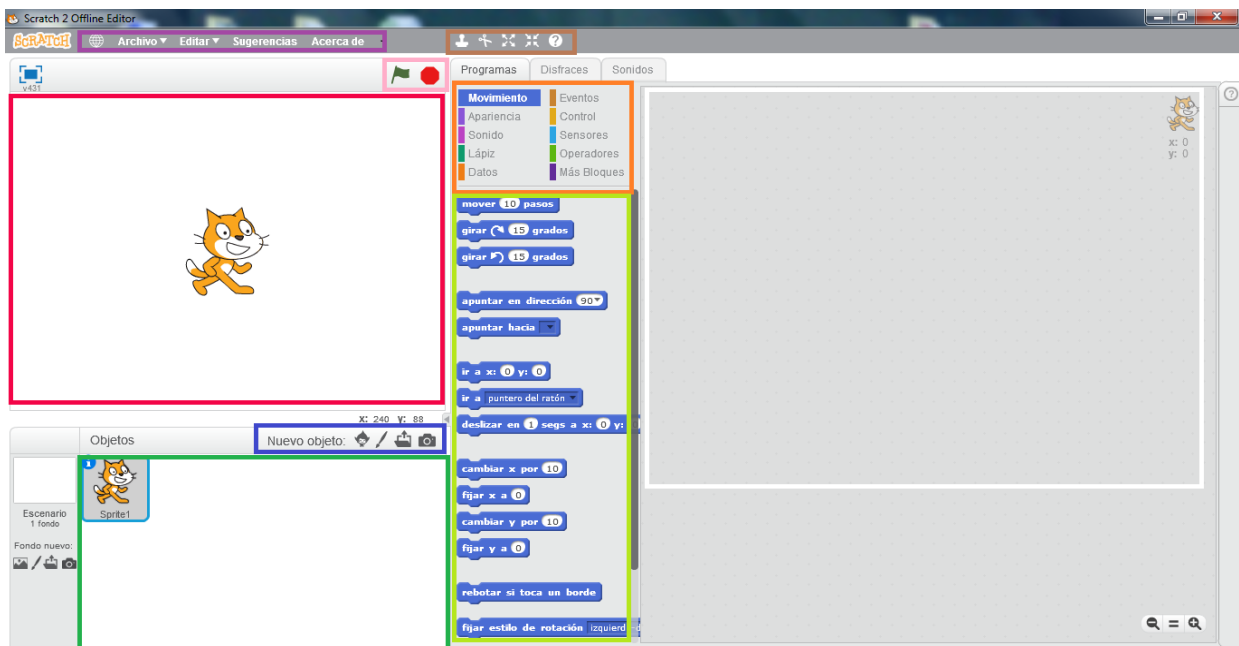 Scratch 2 Offline Editor
SCRATCH Archivo Editar Sugerencias Acerca de
v431
Programas Disfraces Sonidos
Movimiento Eventos
Apariencia Control
Sonido Sensores
Lápiz Operadores
Datos Más Bloques
mover 10 pasos
girar 15 grados
girar 15 grados
apuntar en dirección 90
apuntar hacia
ir a x: 0 y: 0
ir a puntero del ratón
deslizar en 1 segs a x: 0 y:
cambiar x por 10
fijar x a 0
cambiar y por 10
fijar y a 0
rebotar si toca un borde
fijar estilo de rotación
x: 0
y: 0
X: 240 Y: 88
Objetos Nuevo objeto:
Sprite1
Escenario
1 fondo
Fondo nuevo: